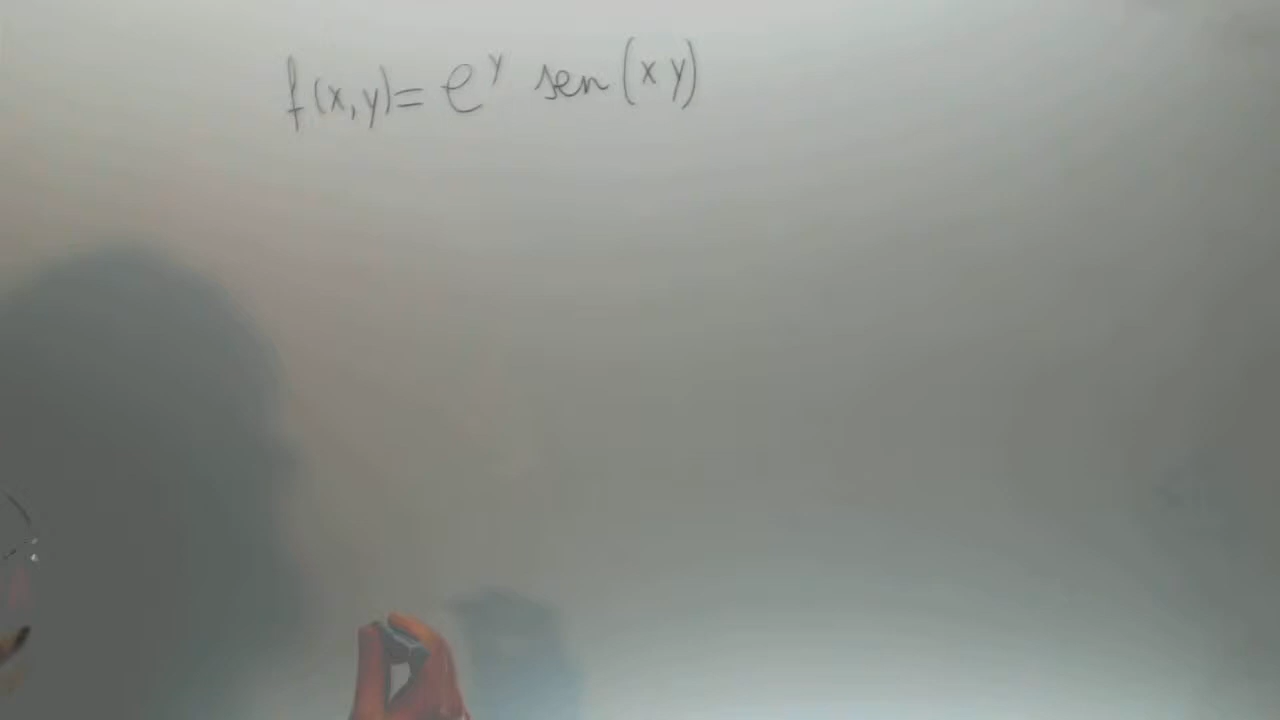 f(x,y)= e^y sen(xy)